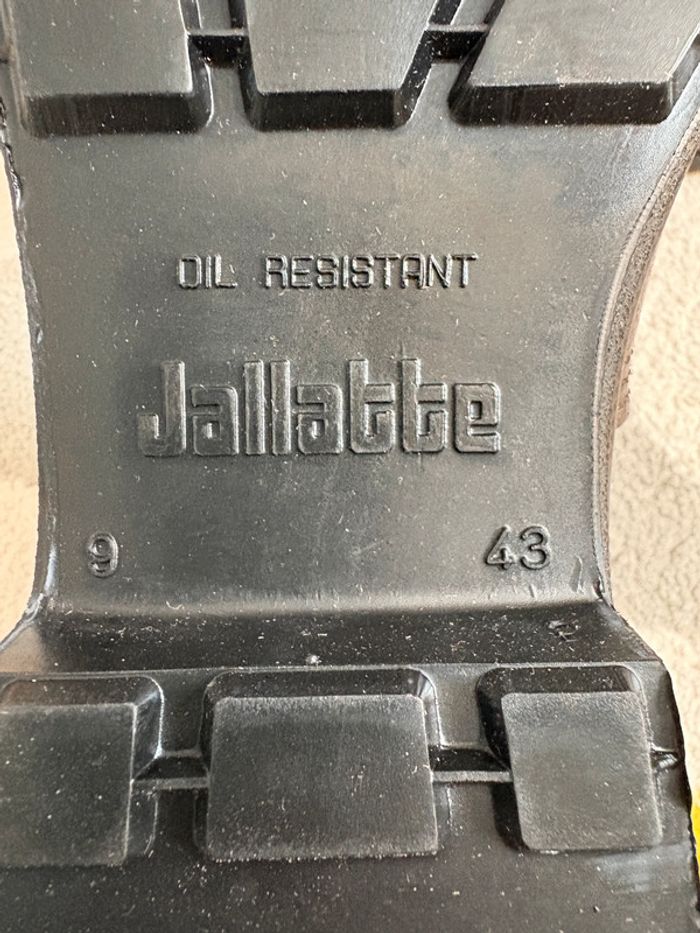 OIL RESISTANT
Jallatte
9 43